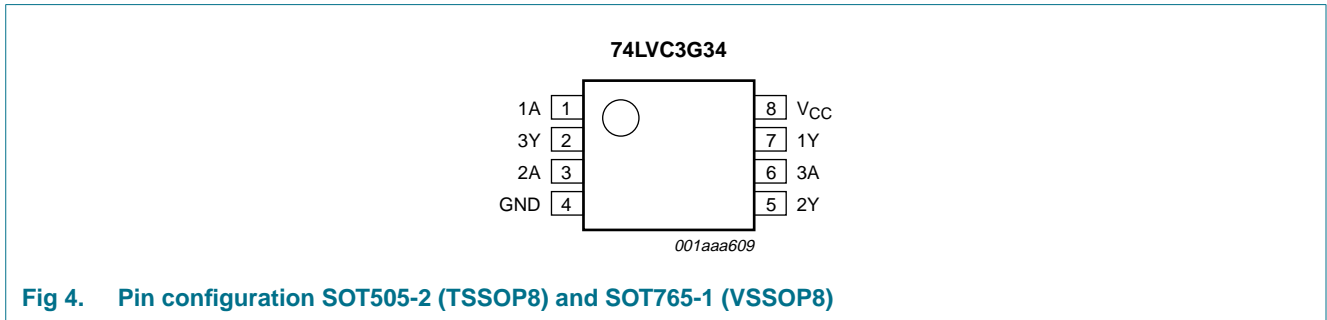 74LVC3G34
1A 1 8 VCC
3Y 2 7 1Y
2A 3 6 3A
GND 4 5 2Y
001aaa609
Fig 4. Pin configuration SOT505-2 (TSSOP8) and SOT765-1 (VSSOP8)